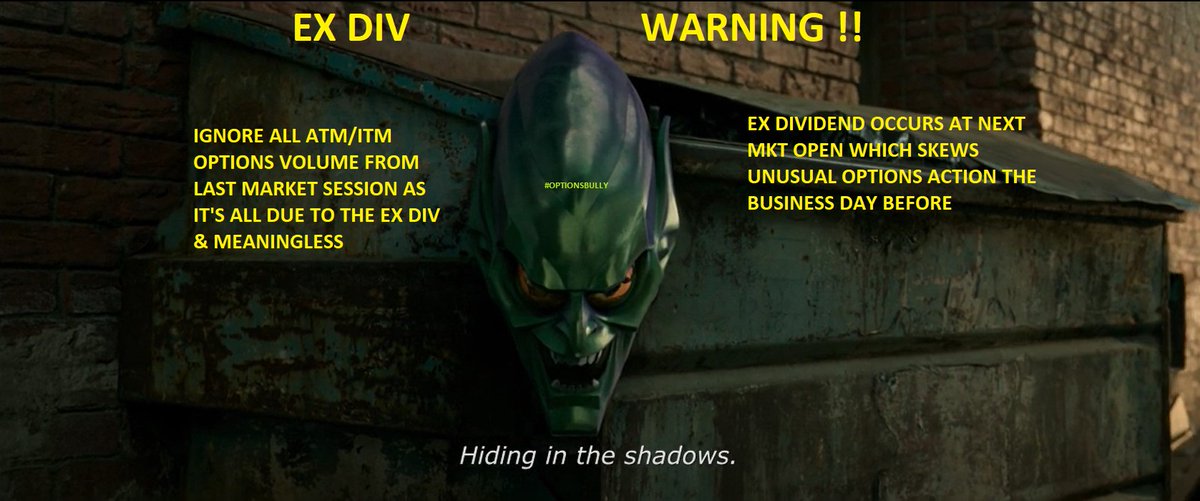 EX DIV WARNING !!
IGNORE ALL ATM/ITM
OPTIONS VOLUME FROM
LAST MARKET SESSION AS
IT'S ALL DUE TO THE EX DIV
& MEANINGLESS
#OPTIONSBULLY
EX DIVIDEND OCCURS AT NEXT
MKT OPEN WHICH SKEWS
UNUSUAL OPTIONS ACTION THE
BUSINESS DAY BEFORE
Hiding in the shadows.